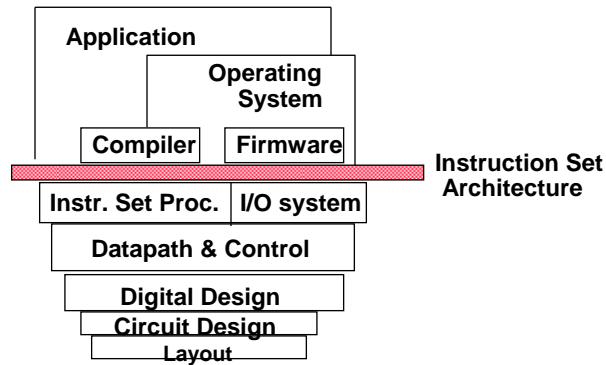 Application
Operating
System
Compiler
Firmware
Instruction Set
Architecture
Instr. Set Proc.
I/O system
Datapath & Control
Digital Design
Circuit Design
Layout